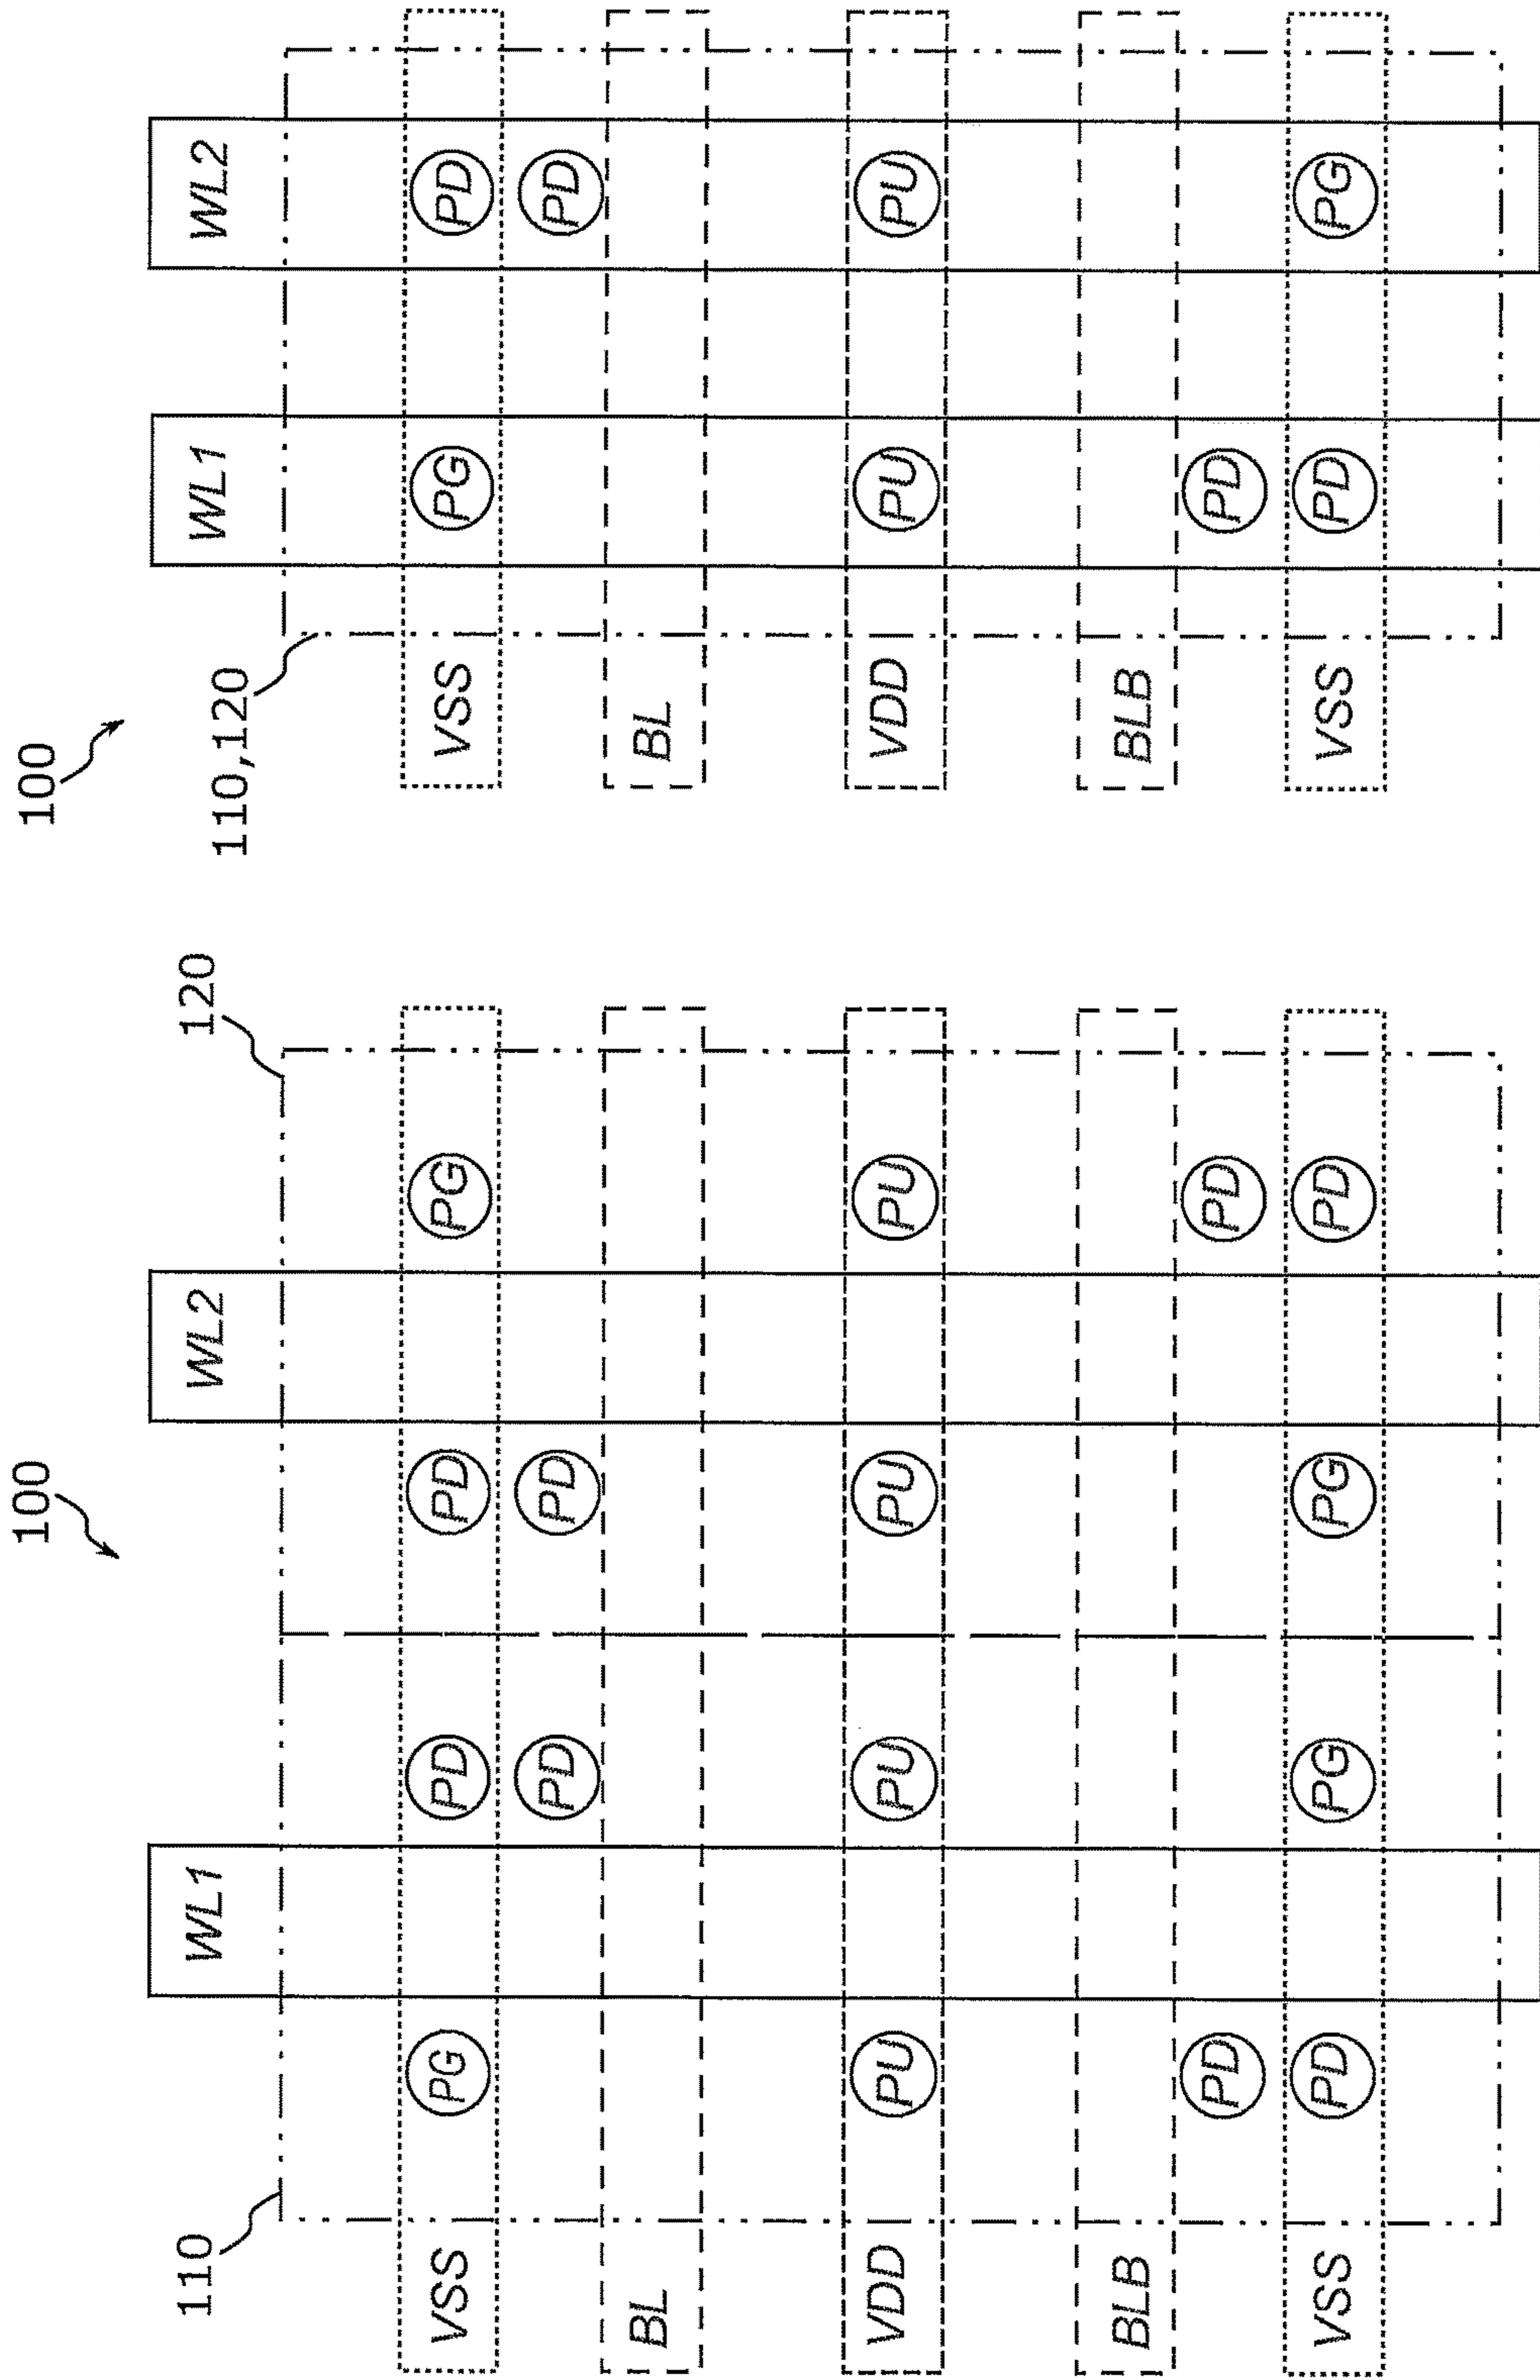 100
110
WL1
WL2
120
VSS PG PD PD PG
PD PD
BL
VDD PU PU PU PU
BLB
PD PD
VSS PD PG PG PD
100
110,120
WL1
WL2
VSS PG PD
PD
BL
VDD PU PU
BLB
PD
VSS PD PG